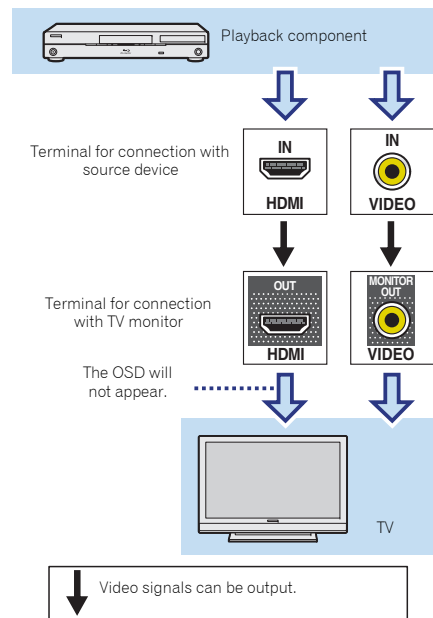 Playback component
Terminal for connection with
source device
IN
HDMI
IN
VIDEO
Terminal for connection
with TV monitor
OUT
HDMI
MONITOR
OUT
VIDEO
The OSD will
not appear.
TV
Video signals can be output.